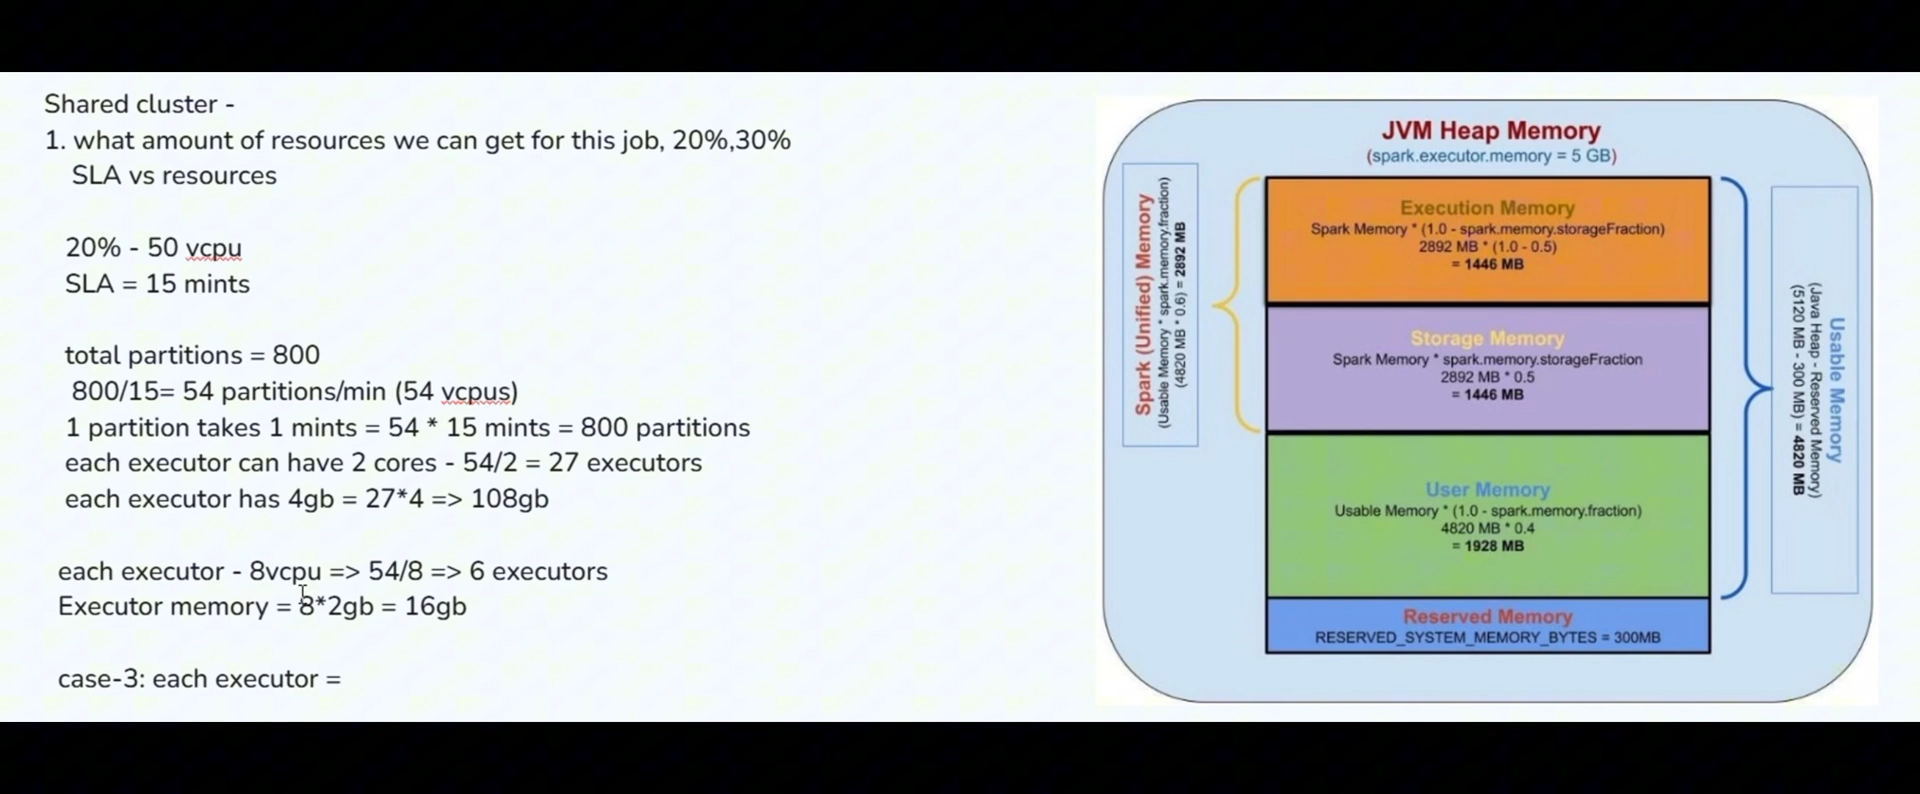 Shared cluster -
1. what amount of resources we can get for this job, 20%,30%
SLA vs resources
20% - 50 vcpu
SLA = 15 mints
total partitions = 800
800/15= 54 partitions/min (54 vcpus)
1 partition takes 1 mints = 54 * 15 mints = 800 partitions
each executor can have 2 cores - 54/2 = 27 executors
each executor has 4gb = 27*4 => 108gb
each executor - 8vcpu => 54/8 => 6 executors
Executor memory = 8*2gb = 16gb
case-3: each executor =
JVM Heap Memory
(spark.executor.memory = 5 GB)
Spark (Unified) Memory
(Usable Memory * spark.memory.fraction)
(4820 MB * 0.6) = 2892 MB
Execution Memory
Spark Memory * (1.0 - spark.memory.storageFraction)
2892 MB * (1.0 - 0.5)
= 1446 MB
Storage Memory
Spark Memory * spark.memory.storageFraction
2892 MB * 0.5
= 1446 MB
User Memory
Usable Memory * (1.0 - spark.memory.fraction)
4820 MB * 0.4
= 1928 MB
Reserved Memory
RESERVED_SYSTEM_MEMORY_BYTES = 300MB
Usable Memory
(Java Heap - Reserved Memory)
(5120 MB - 300 MB) = 4820 MB